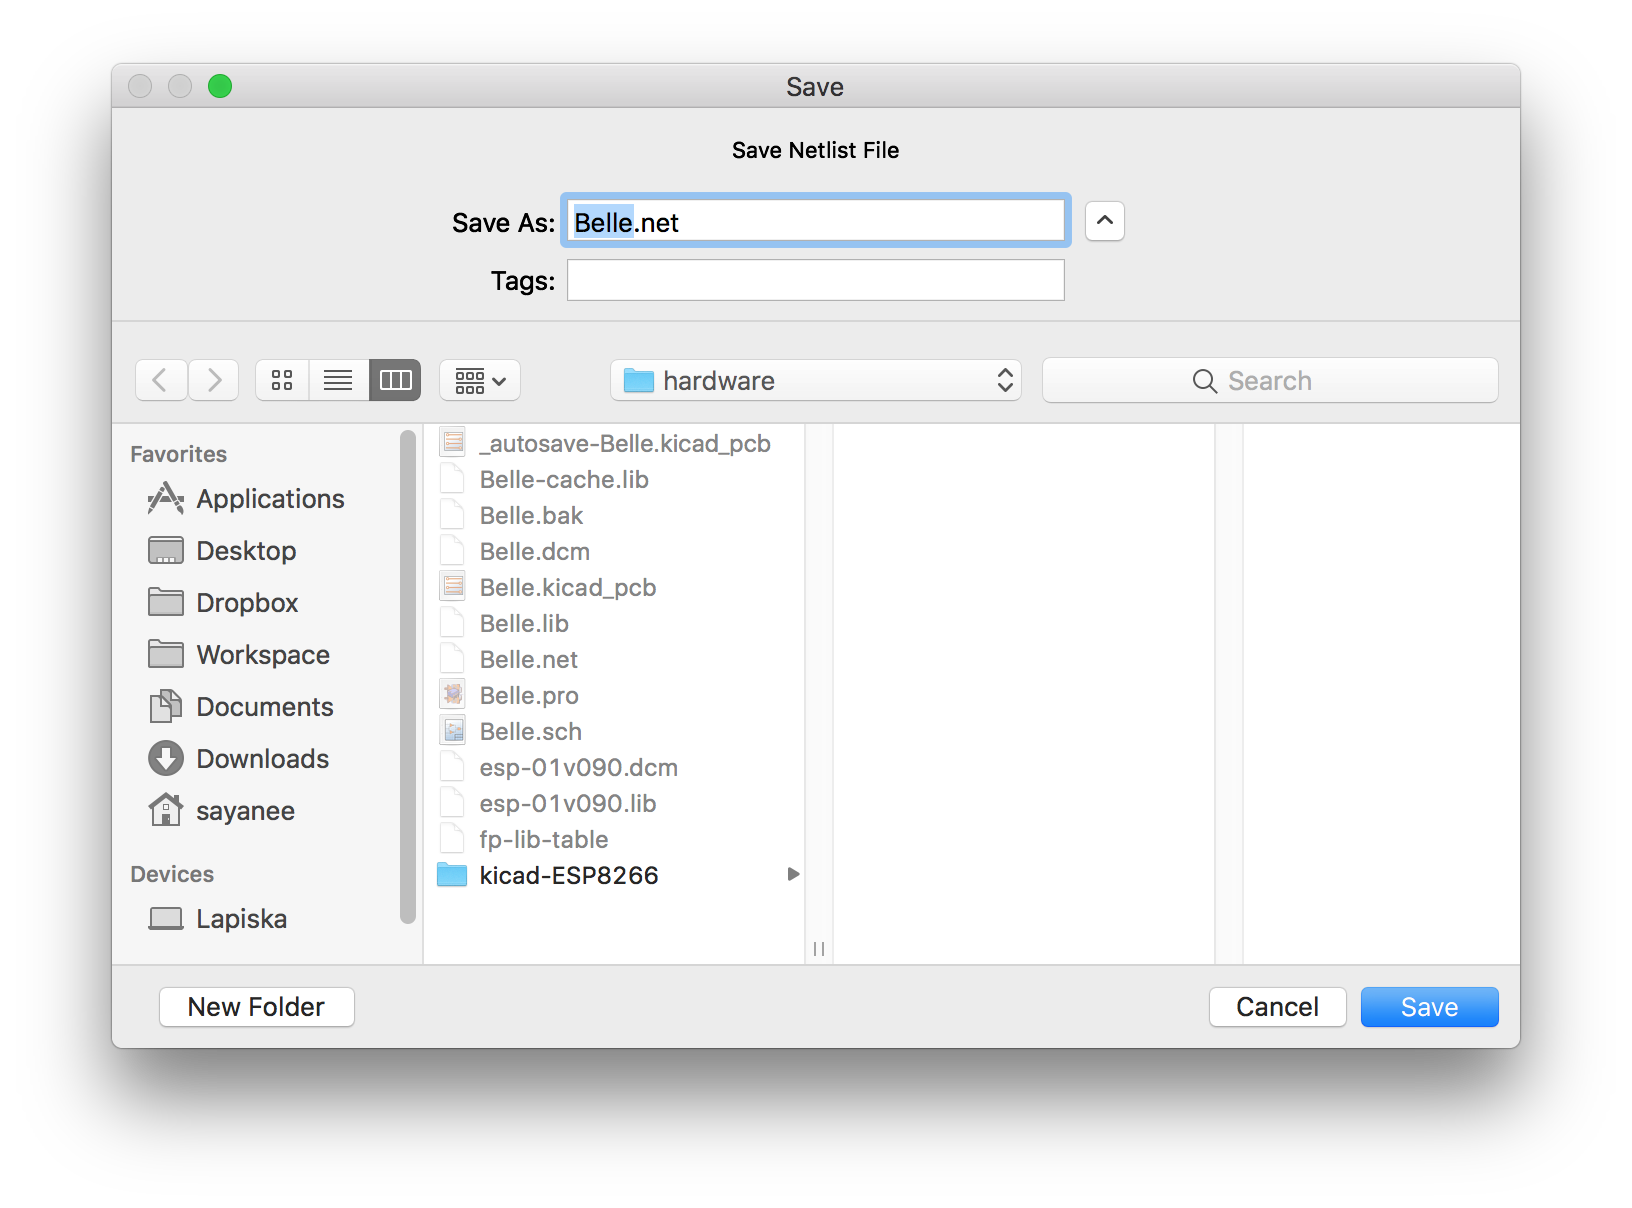 Save
Save Netlist File
Save As: Belle.net
Tags:
hardware
Search
Favorites
Applications
Desktop
Dropbox
Workspace
Documents
Downloads
sayanee
Devices
Lapiska
_autosave-Belle.kicad_pcb
Belle-cache.lib
Belle.bak
Belle.dcm
Belle.kicad_pcb
Belle.lib
Belle.net
Belle.pro
Belle.sch
esp-01v090.dcm
esp-01v090.lib
fp-lib-table
kicad-ESP8266
New Folder
Cancel
Save